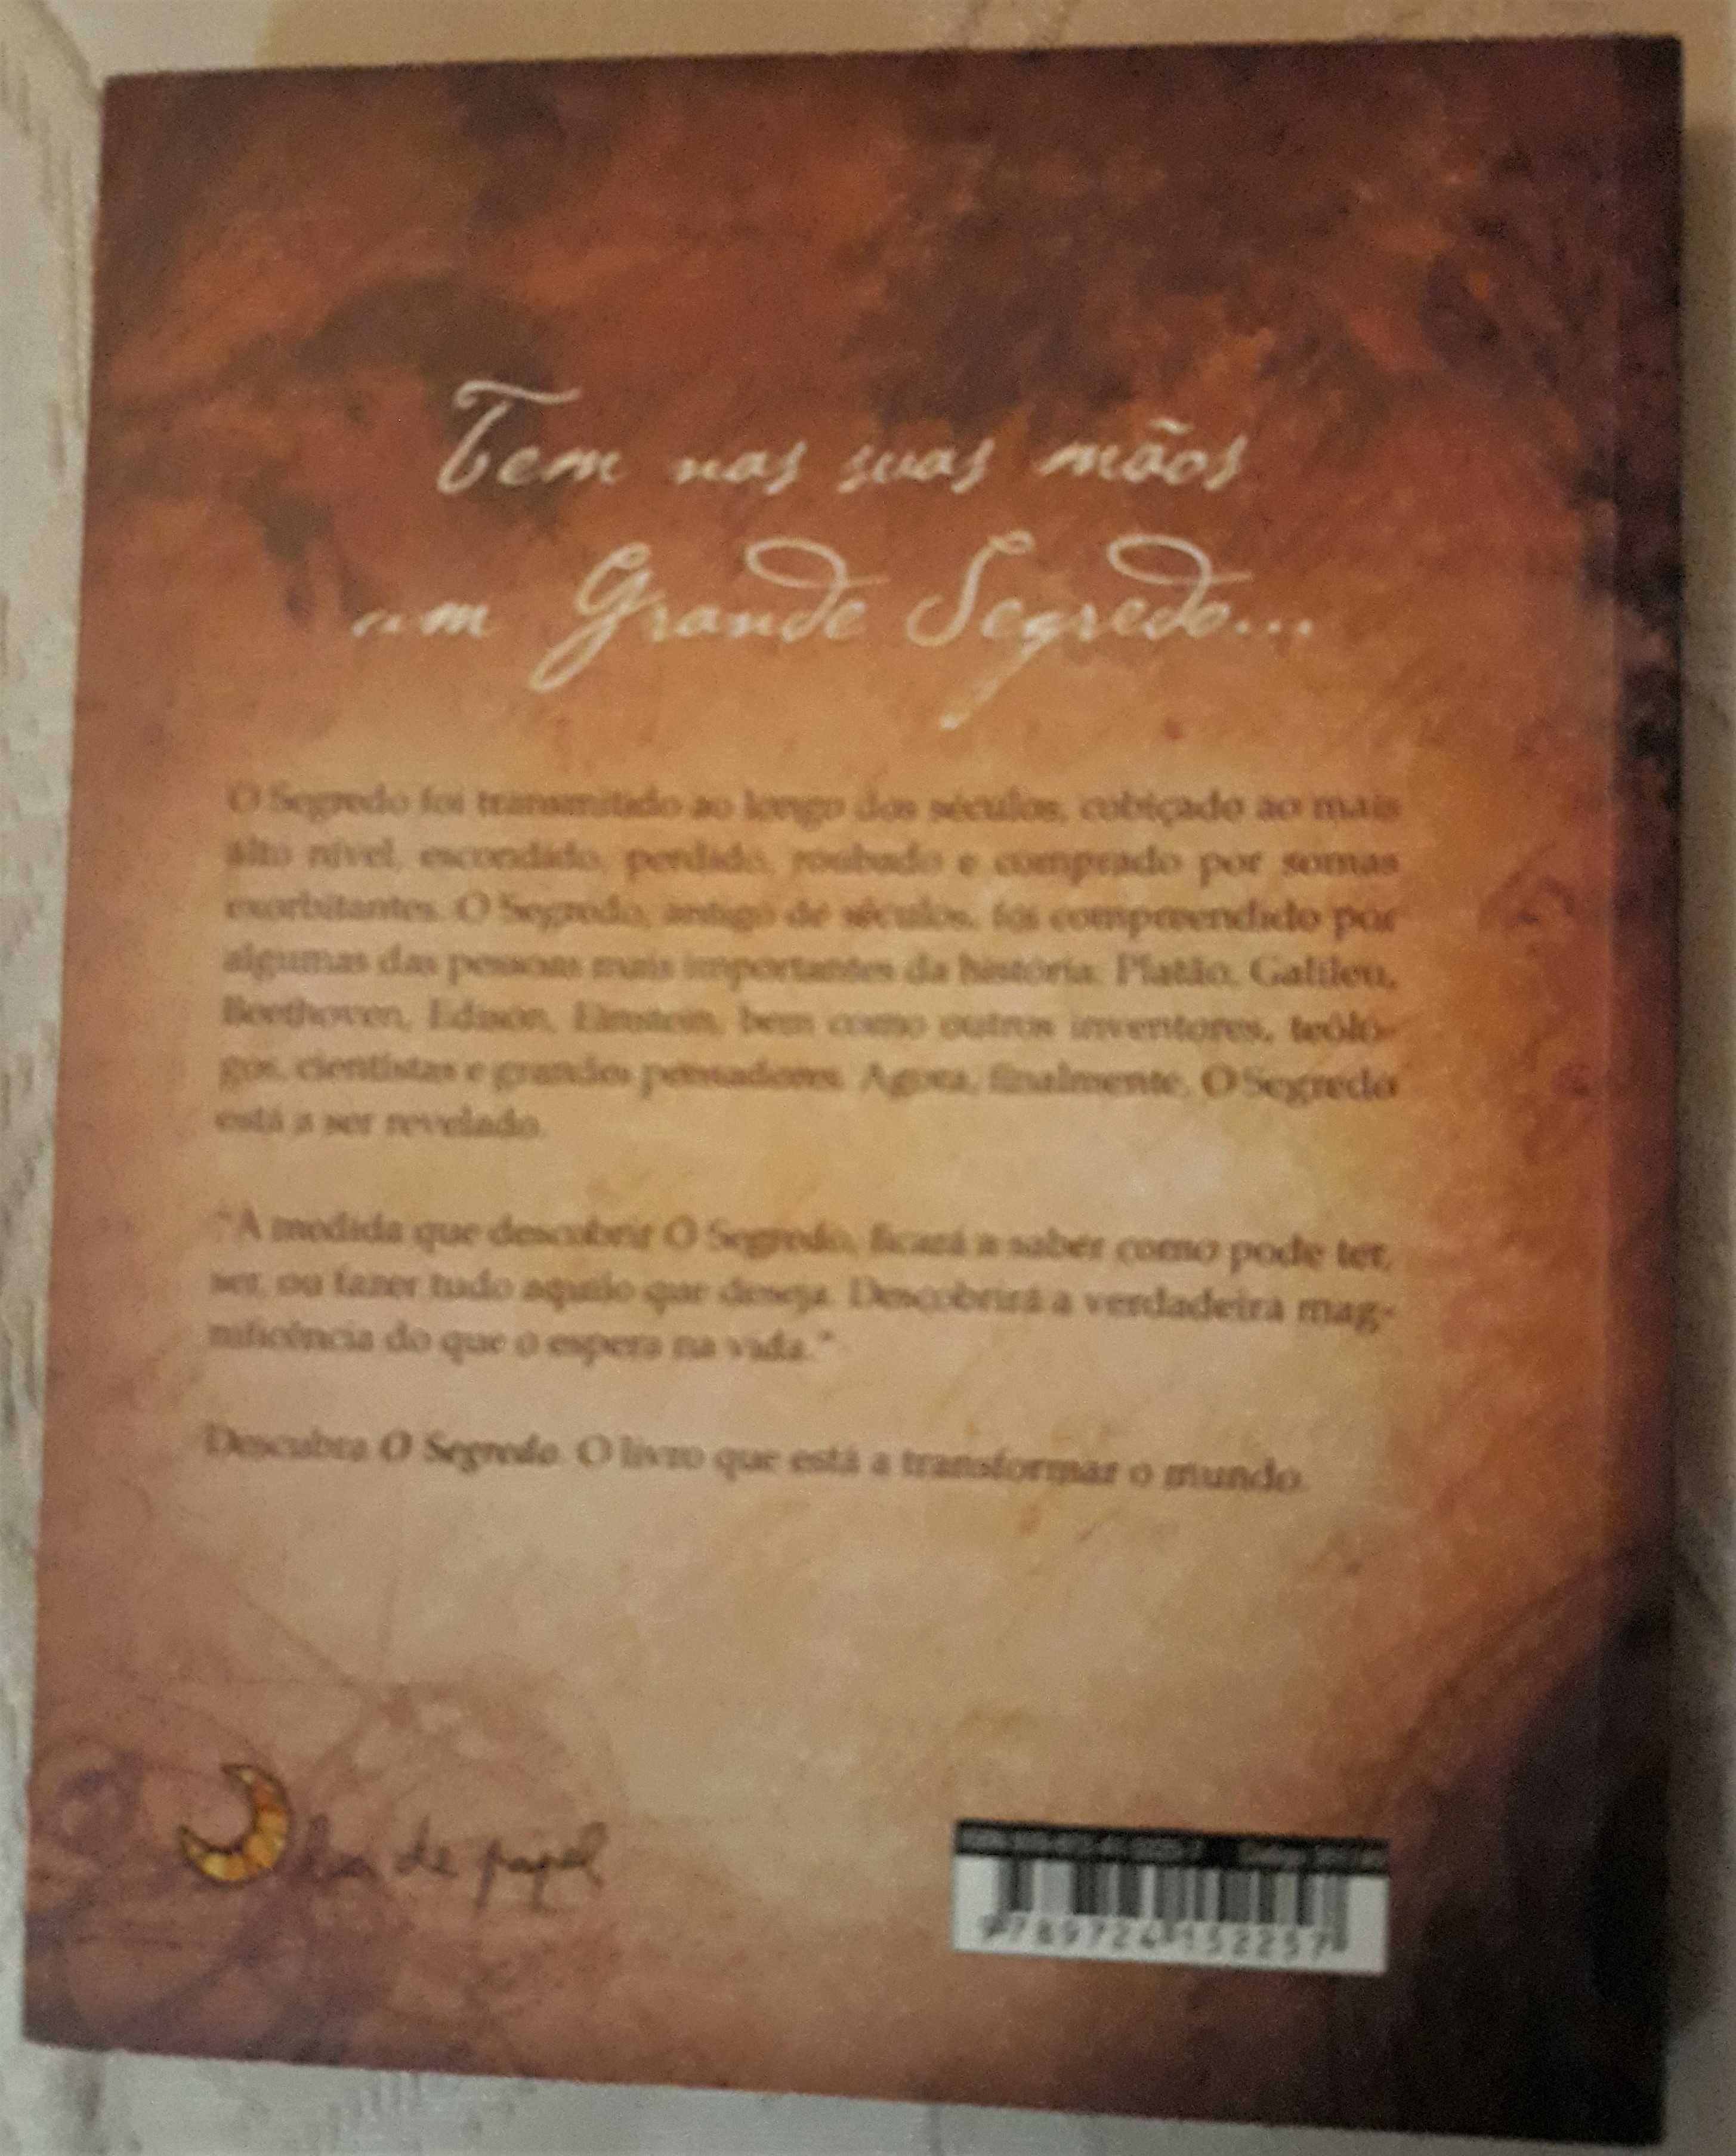 Tem nas suas mãos
um Grande Segredo...
O Segredo foi transmitido ao longo dos séculos, cobiçado ao mais
alto nível, escondido, perdido, roubado e comprado por somas
exorbitantes. O Segredo, antigo de séculos, foi compreendido por
algumas das pessoas mais importantes da história: Platão, Galileu,
Beethoven, Edison, Einstein, bem como outros inventores, teólo-
gos, cientistas e grandes pensadores. Agora, finalmente, O Segredo
está a ser revelado.
"À medida que descobrir O Segredo, ficará a saber como pode ter,
ser, ou fazer tudo aquilo que deseja. Descobrirá a verdadeira mag-
nificência do que o espera na vida."
Descubra O Segredo. O livro que está a transformar o mundo.
lua de papel
9789724152257